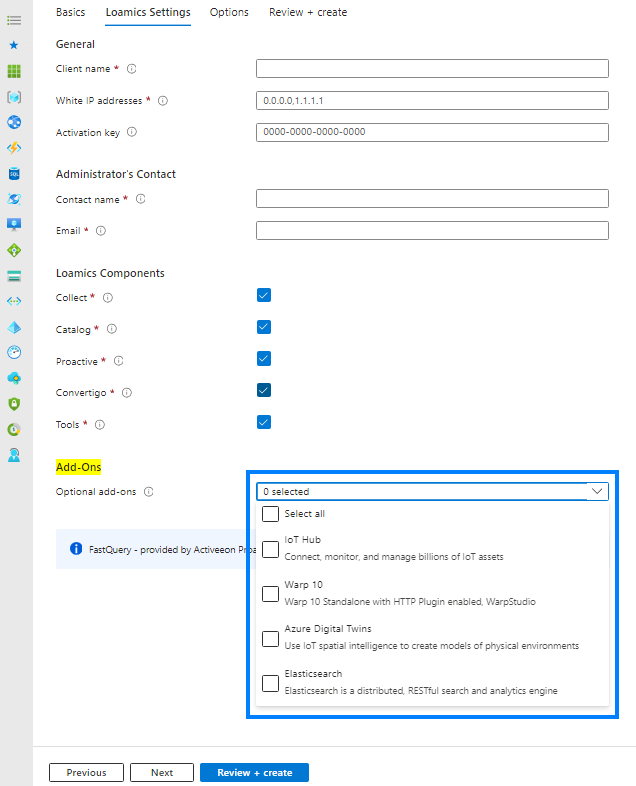 Basics Loamics Settings Options Review + create
General
Client name *
White IP addresses * 0.0.0.0,1.1.1.1
Activation key 0000-0000-0000-0000
Administrator's Contact
Contact name *
Email *
Loamics Components
Collect *
Catalog *
Proactive *
Convertigo *
Tools *
Add-Ons
Optional add-ons 0 selected
Select all
IoT Hub
FastQuery - provided by Activeeon
Connect, monitor, and manage billions of IoT assets
Warp 10
Warp 10 Standalone with HTTP Plugin enabled, WarpStudio
Azure Digital Twins
Use IoT spatial intelligence to create models of physical environments
Elasticsearch
Elasticsearch is a distributed, RESTful search and analytics engine
Previous Next Review + create